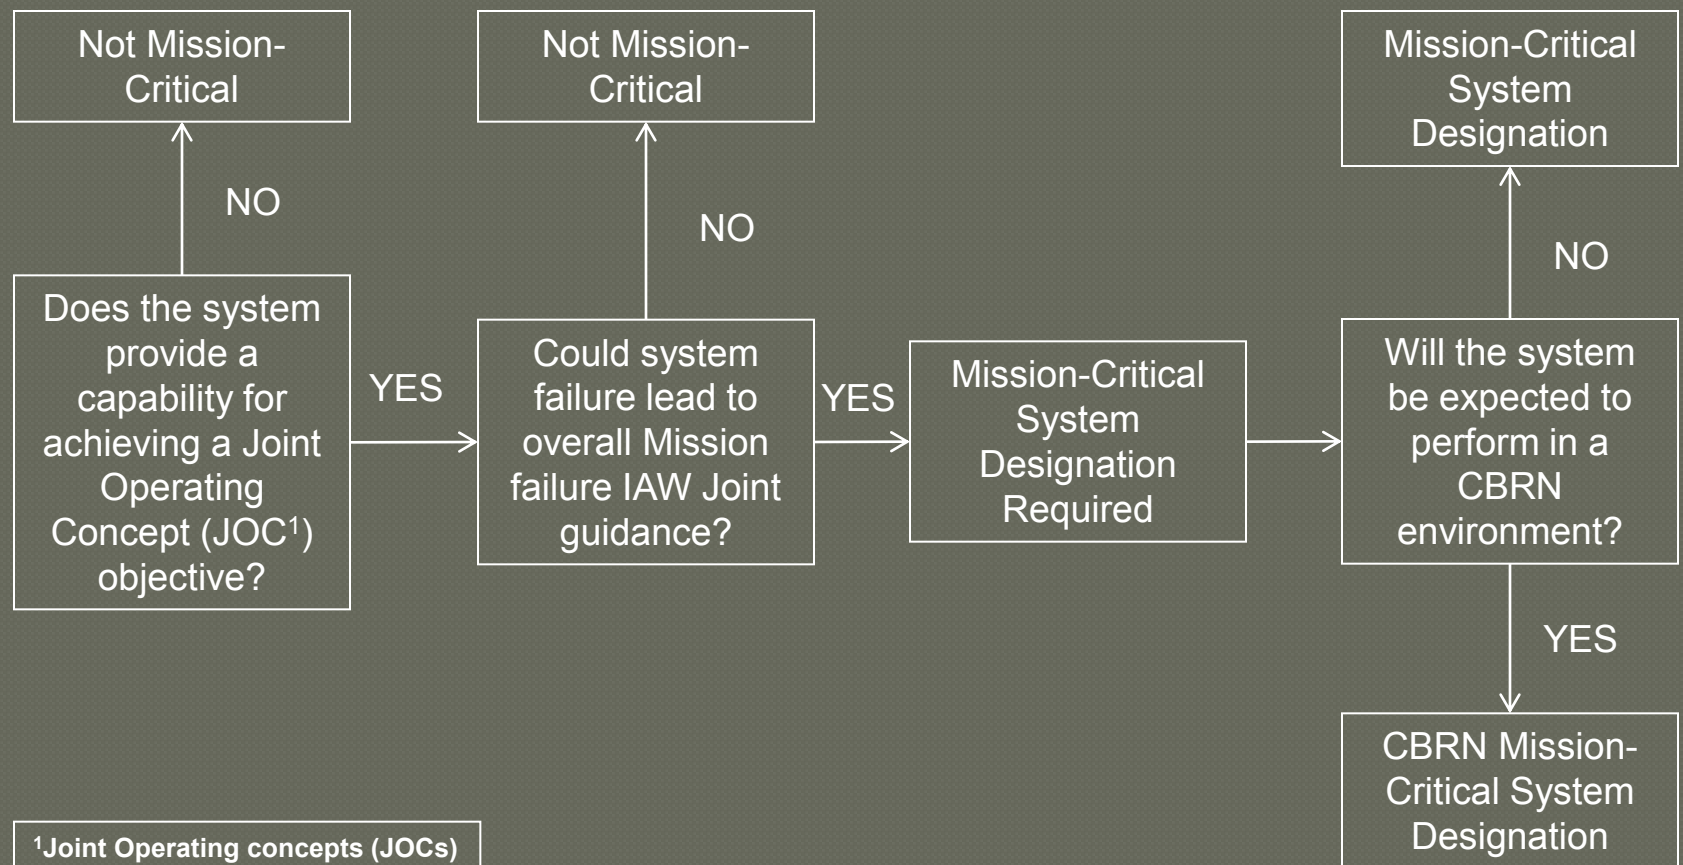 Not Mission-
Critical
NO
Does the system
provide a
capability for
achieving a Joint
Operating
Concept (JOC¹)
objective?
YES
Not Mission-
Critical
NO
Could system
failure lead to
overall Mission
failure IAW Joint
guidance?
YES
Mission-Critical
System
Designation
Required
Mission-Critical
System
Designation
NO
Will the system
be expected to
perform in a
CBRN
environment?
YES
CBRN Mission-
Critical System
Designation
¹Joint Operating concepts (JOCs)